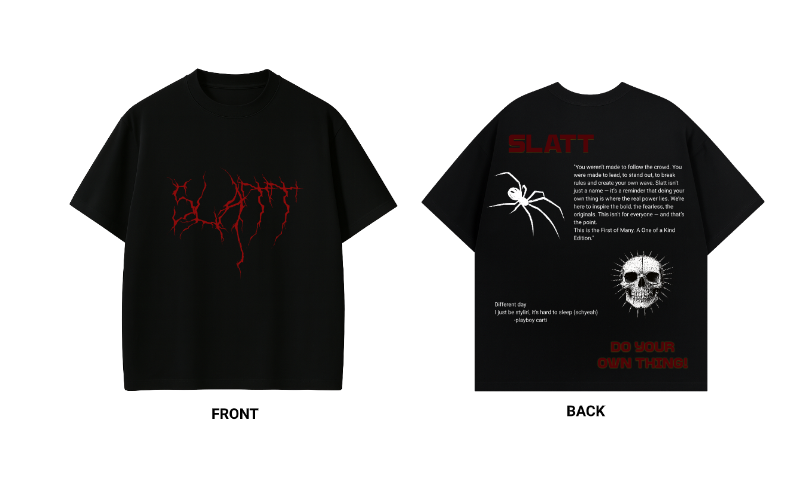 SLATT
SLATT
"You weren't made to follow the crowd. You
were made to lead, to stand out, to break
rules and create your own wave. Slatt isn't
just a name — it's a reminder that doing your
own thing is where the real power lies. We're
here to inspire the bold, the fearless, the
originals. This isn't for everyone — and that's
the point.
This is the First of Many. A One of a Kind
Edition."
Different day
I just be stylin', it's hard to sleep (schyeah)
-playboy carti
DO YOUR
OWN THING!
FRONT
BACK